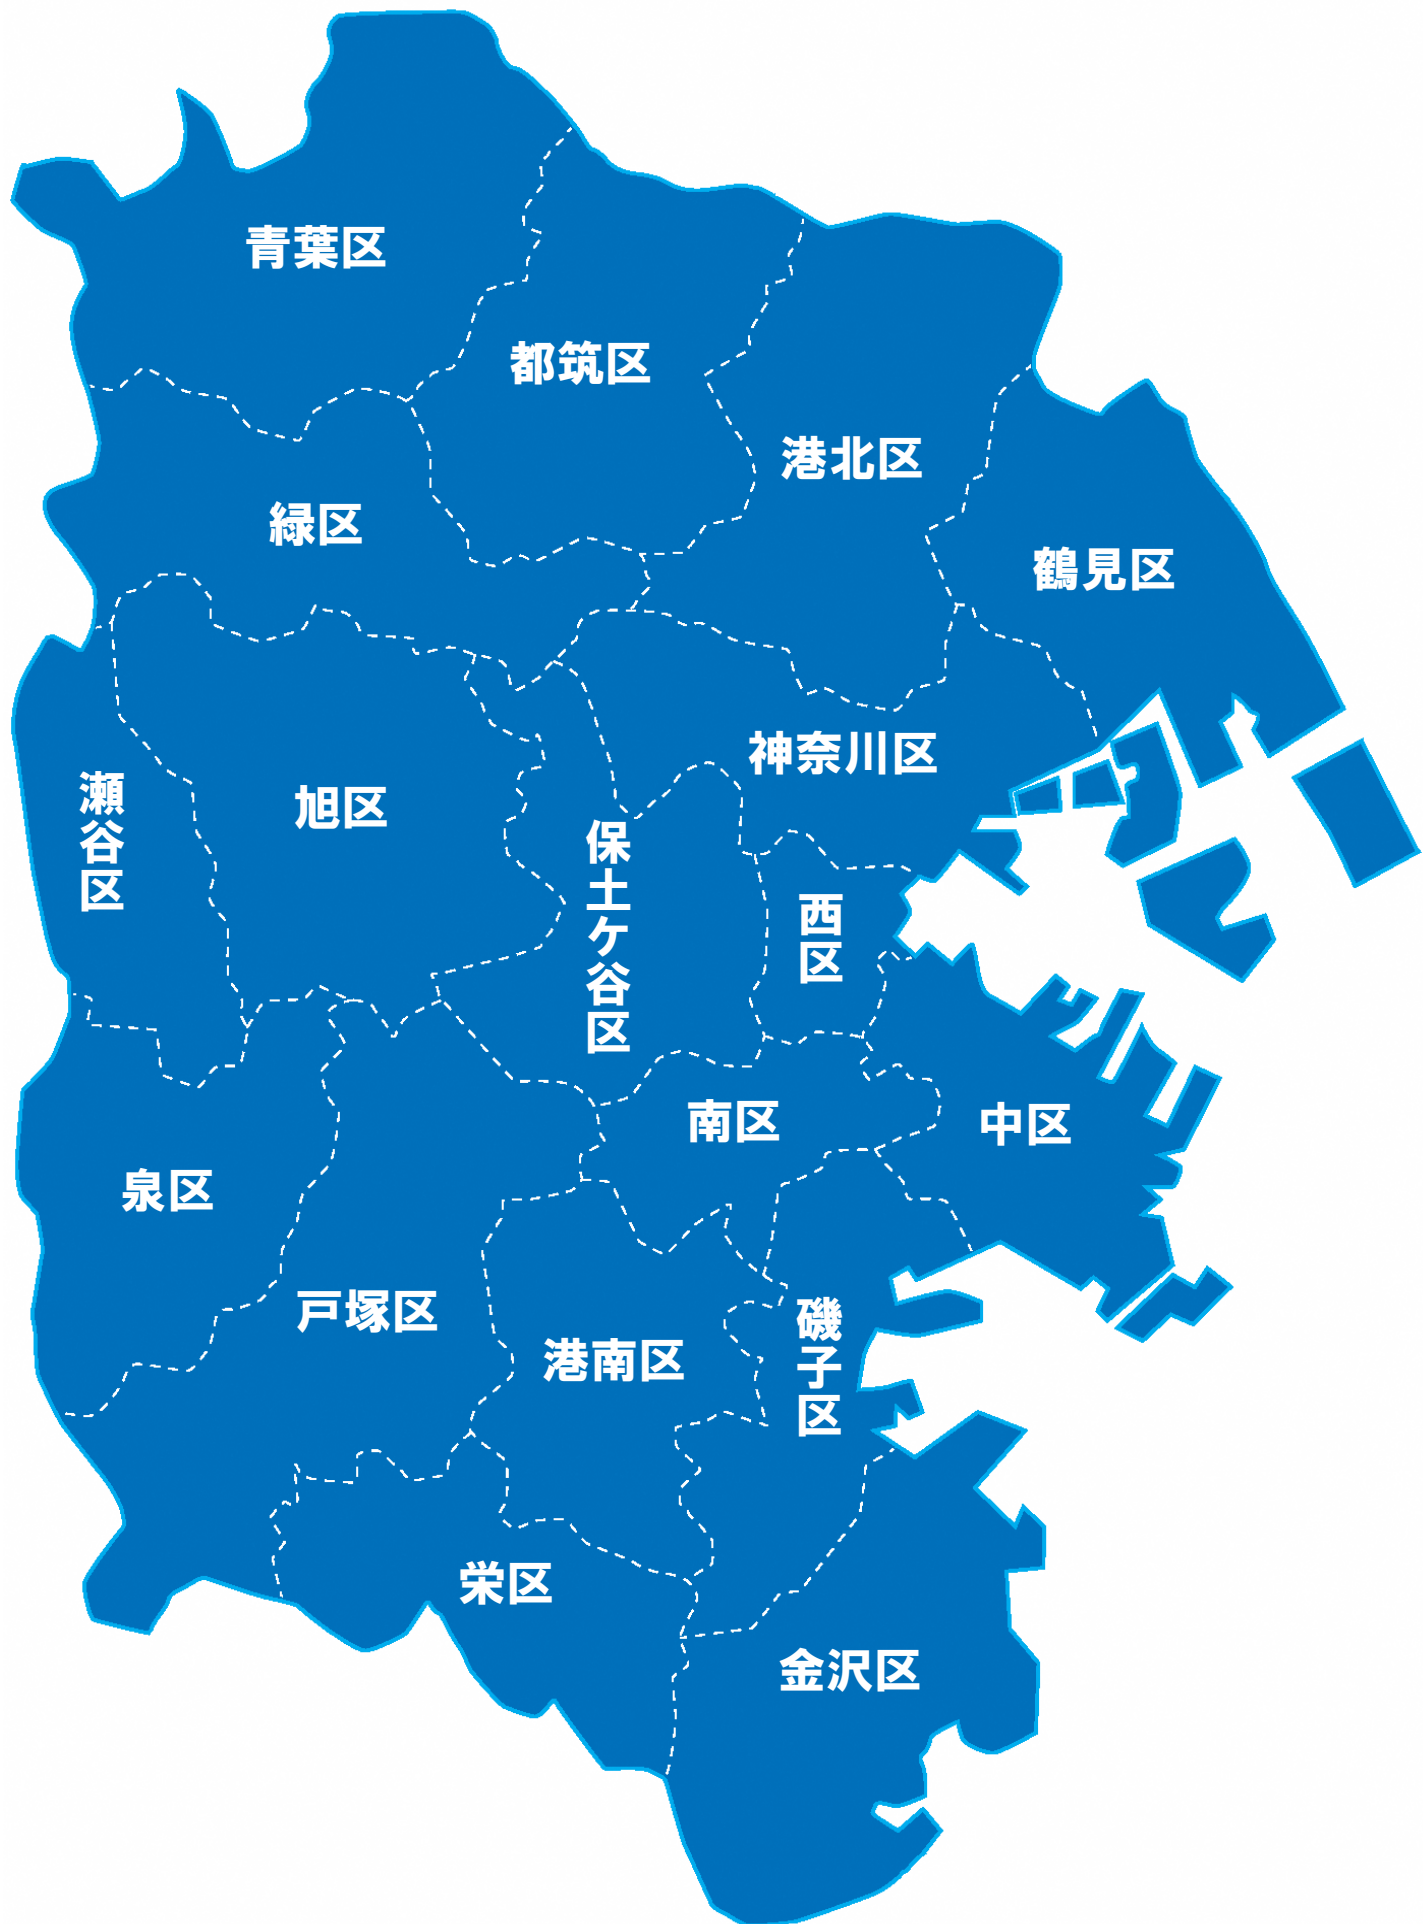 青葉区
都筑区
港北区
緑区
鶴見区
神奈川区
瀬谷区
旭区
保土ケ谷区
西区
南区
中区
泉区
戸塚区
港南区
磯子区
栄区
金沢区